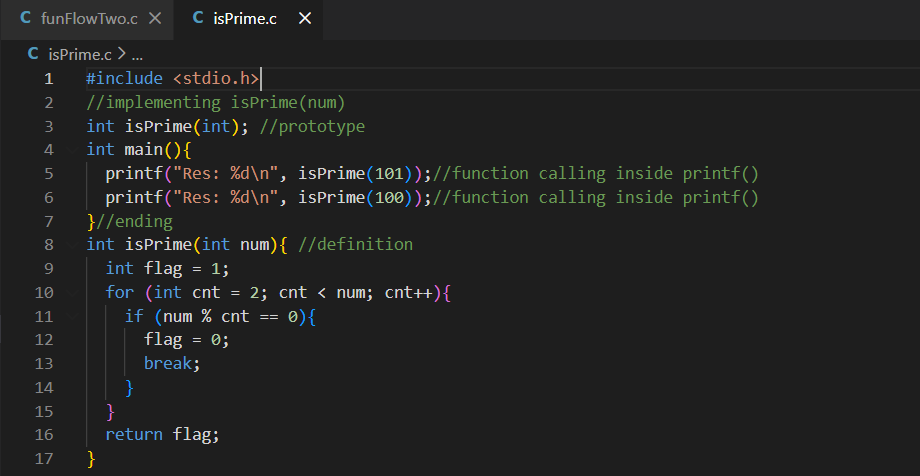 C funFlowTwo.c × C isPrime.c ×
C isPrime.c > ...
1 #include <stdio.h>
2 //implementing isPrime(num)
3 int isPrime(int); //prototype
4 int main(){
5 printf("Res: %d\n", isPrime(101));//function calling inside printf()
6 printf("Res: %d\n", isPrime(100));//function calling inside printf()
7 }//ending
8 int isPrime(int num){ //definition
9 int flag = 1;
10 for (int cnt = 2; cnt < num; cnt++){
11 if (num % cnt == 0){
12 flag = 0;
13 break;
14 }
15 }
16 return flag;
17 }